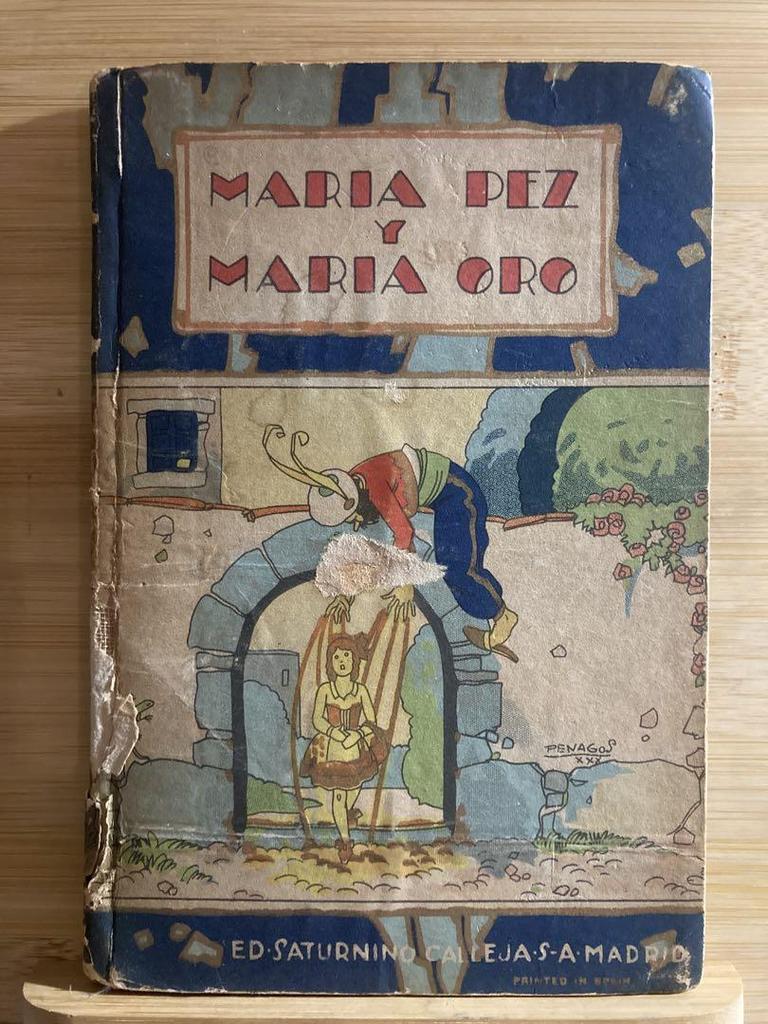 MARIA PEZ
Y
MARIA ORO
PENAGOS
XXX
ED·SATURNINO CALLEJA·S-A·MADRID
PRINTED IN SPAIN